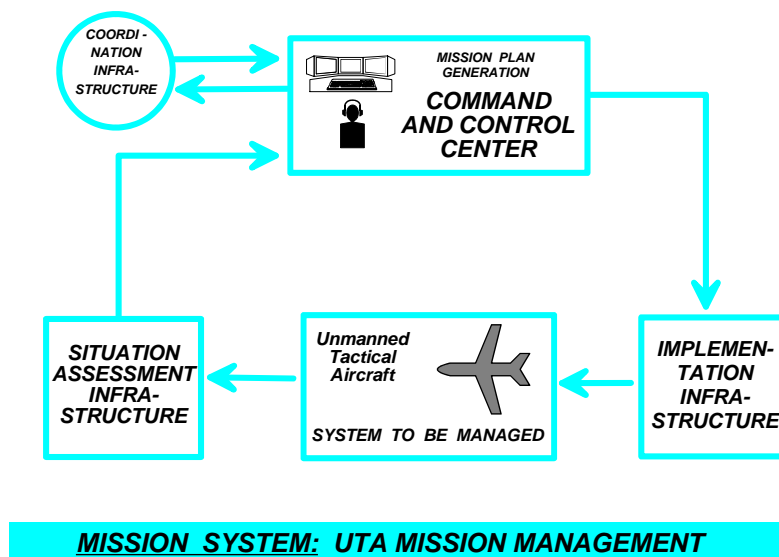 COORDI -
NATION
INFRA-
STRUCTURE
MISSION PLAN
GENERATION
COMMAND
AND CONTROL
CENTER
SITUATION
ASSESSMENT
INFRA-
STRUCTURE
Unmanned
Tactical
Aircraft
SYSTEM TO BE MANAGED
IMPLEMEN-
TATION
INFRA-
STRUCTURE
MISSION SYSTEM: UTA MISSION MANAGEMENT